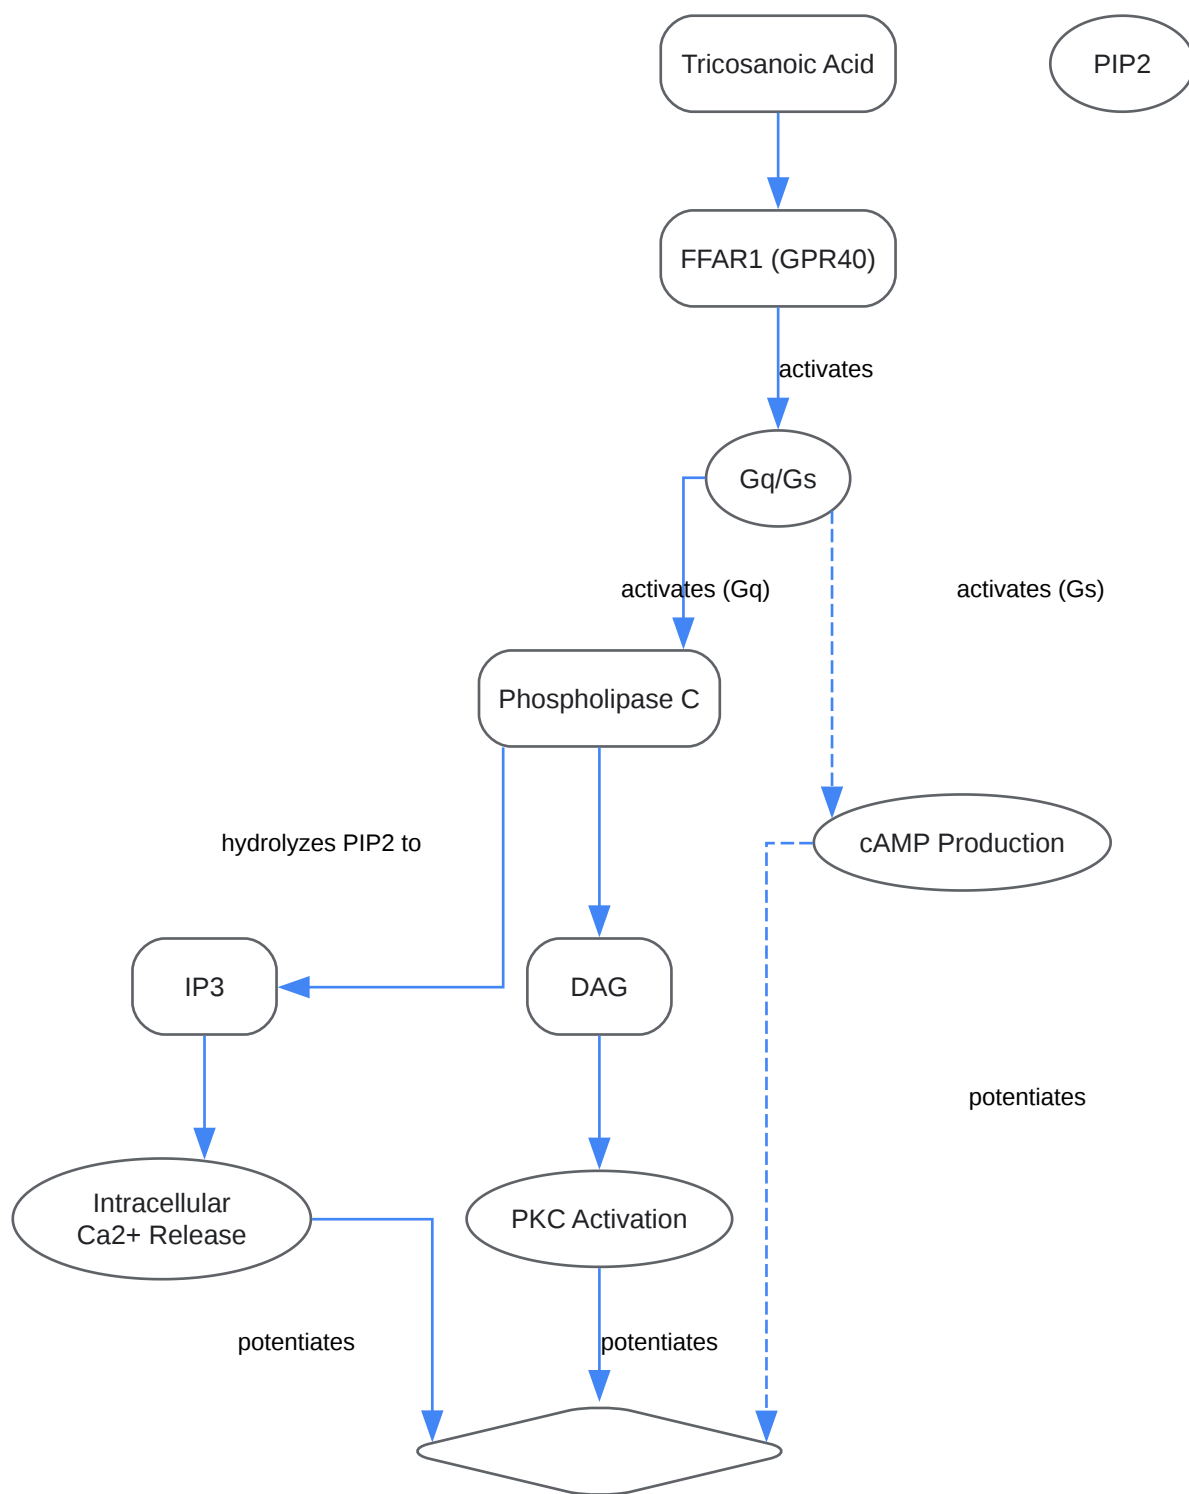 Tricosanoic Acid
PIP2
FFAR1 (GPR40)
activates
Gq/Gs
activates (Gq)
activates (Gs)
Phospholipase C
hydrolyzes PIP2 to
cAMP Production
IP3
DAG
potentiates
Intracellular
Ca2+ Release
PKC Activation
potentiates
potentiates